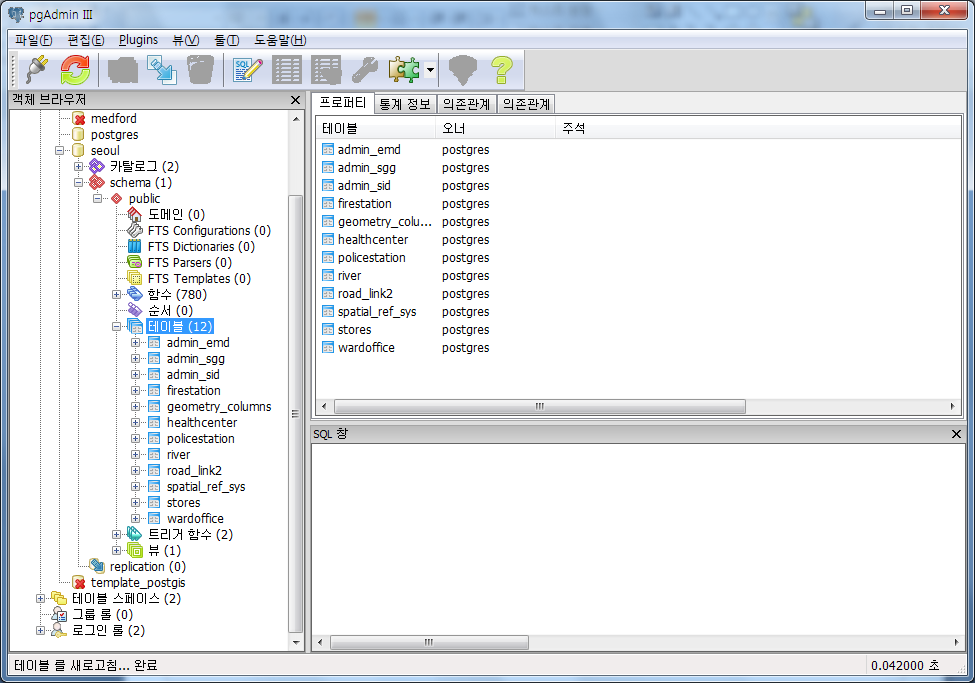 pgAdmin III
파일(F) 편집(E) Plugins 뷰(V) 툴(T) 도움말(H)
SQL
객체 브라우저
medford
postgres
seoul
카탈로그 (2)
schema (1)
public
도메인 (0)
FTS Configurations (0)
FTS Dictionaries (0)
FTS Parsers (0)
FTS Templates (0)
함수 (780)
순서 (0)
테이블 (12)
admin_emd
admin_sgg
admin_sid
firestation
geometry_columns
healthcenter
policestation
river
road_link2
spatial_ref_sys
stores
wardoffice
트리거 함수 (2)
뷰 (1)
replication (0)
template_postgis
테이블 스페이스 (2)
그룹 롤 (0)
로그인 롤 (2)
프로퍼티 통계 정보 의존관계 의존관계
테이블 오너 주석
admin_emd postgres
admin_sgg postgres
admin_sid postgres
firestation postgres
geometry_colu... postgres
healthcenter postgres
policestation postgres
river postgres
road_link2 postgres
spatial_ref_sys postgres
stores postgres
wardoffice postgres
SQL 창
테이블 를 새로고침... 완료 0.042000 초